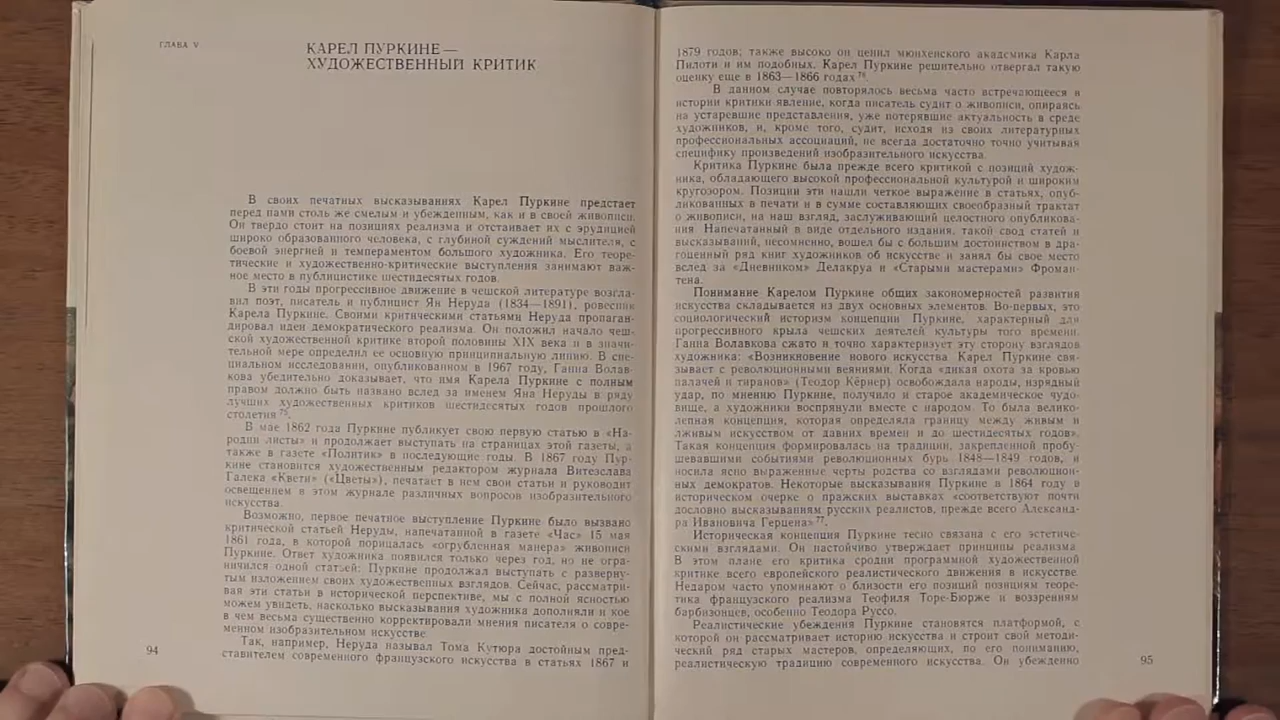 ГЛАВА V
КАРЕЛ ПУРКИНЕ —
ХУДОЖЕСТВЕННЫЙ КРИТИК
В своих печатных высказываниях Карел Пуркине предстает
перед нами столь же смелым и убежденным, как и в своей живописи.
Он твердо стоит на позициях реализма и отстаивает их с эрудицией
широко образованного человека, с глубиной суждений мыслителя, с
боевой энергией и темпераментом большого художника. Его теоре-
тические и художественно-критические выступления занимают важ-
ное место в публицистике шестидесятых годов.
В эти годы прогрессивное движение в чешской литературе возгла-
вил поэт, писатель и публицист Ян Неруда (1834—1891), ровесник
Карела Пуркине. Своими критическими статьями Неруда пропаган-
дировал идеи демократического реализма. Он положил начало чеш-
ской художественной критике второй половины XIX века и в значи-
тельной мере определил ее основную принципиальную линию. В спе-
циальном исследовании, опубликованном в 1967 году, Ганна Волав-
кова убедительно доказывает, что имя Карела Пуркине с полным
правом должно быть названо вслед за именем Яна Неруды в ряду
лучших художественных критиков шестидесятых годов прошлого
столетия 75.
В мае 1862 года Пуркине публикует свою первую статью в «На-
родни листы» и продолжает выступать на страницах этой газеты, а
также в газете «Политик» в последующие годы. В 1867 году Пур-
кине становится художественным редактором журнала Витезслава
Галека «Квети» («Цветы»), печатает в нем свои статьи и руководит
освещением в этом журнале различных вопросов изобразительного
искусства.
Возможно, первое печатное выступление Пуркине было вызвано
критической статьей Неруды, напечатанной в газете «Час» 15 мая
1861 года, в которой порицалась «огрубленная манера» живописи
Пуркине. Ответ художника появился только через год, но не огра-
ничился одной статьей: Пуркине продолжал выступать с разверну-
тым изложением своих художественных взглядов. Сейчас, рассматри-
вая эти статьи в исторической перспективе, мы с полной ясностью
можем увидеть, насколько высказывания художника дополняли и кое
в чем весьма существенно корректировали мнения писателя о совре-
менном изобразительном искусстве.
Так, например, Неруда называл Тома Кутюра достойным пред-
ставителем современного французского искусства в статьях 1867 и
94
1879 годов; также высоко он ценил мюнхенского академика Карла
Пилоти и им подобных. Карел Пуркине решительно отвергал такую
оценку еще в 1863—1866 годах 76.
В данном случае повторялось весьма часто встречающееся в
истории критики явление, когда писатель судит о живописи, опираясь
на устаревшие представления, уже потерявшие актуальность в среде
художников, и, кроме того, судит, исходя из своих литературных
профессиональных ассоциаций, не всегда достаточно точно учитывая
специфику произведений изобразительного искусства.
Критика Пуркине была прежде всего критикой с позиций худож-
ника, обладающего высокой профессиональной культурой и широким
кругозором. Позиции эти нашли четкое выражение в статьях, опуб-
ликованных в печати и в сумме составляющих своеобразный трактат
о живописи, на наш взгляд, заслуживающий целостного опубликова-
ния. Напечатанный в виде отдельного издания, такой свод статей и
высказываний, несомненно, вошел бы с большим достоинством в дра-
гоценный ряд книг художников об искусстве и занял бы свое место
вслед за «Дневником» Делакруа и «Старыми мастерами» Фроман-
тена.
Понимание Карелом Пуркине общих закономерностей развития
искусства складывается из двух основных элементов. Во-первых, это
социологический историзм концепции Пуркине, характерный для
прогрессивного крыла чешских деятелей культуры того времени.
Ганна Волавкова сжато и точно характеризует эту сторону взглядов
художника: «Возникновение нового искусства Карел Пуркине свя-
зывает с революционными веяниями. Когда «дикая охота за кровью
палачей и тиранов» (Теодор Кёрнер) освобождала народы, изрядный
удар, по мнению Пуркине, получило и старое академическое чудо-
вище, а художники воспрянули вместе с народом. То была велико-
лепная концепция, которая определяла границу между живым и
лживым искусством от давних времен и до шестидесятых годов».
Такая концепция формировалась на традиции, закрепленной пробу-
шевавшими событиями революционных бурь 1848—1849 годов, и
носила ясно выраженные черты родства со взглядами революцион-
ных демократов. Некоторые высказывания Пуркине в 1864 году в
историческом очерке о пражских выставках «соответствуют почти
дословно высказываниям русских реалистов, прежде всего Александ-
ра Ивановича Герцена» 77.
Историческая концепция Пуркине тесно связана с его эстетиче-
скими взглядами. Он настойчиво утверждает принципы реализма.
В этом плане его критика сродни программной художественной
критике всего европейского реалистического движения в искусстве.
Недаром часто упоминают о близости его позиций позициям теоре-
тика французского реализма Теофиля Торе-Бюрже и воззрениям
барбизонцев, особенно Теодора Руссо.
Реалистические убеждения Пуркине становятся платформой, с
которой он рассматривает историю искусства и строит свой методи-
ческий ряд старых мастеров, определяющих, по его пониманию,
реалистическую традицию современного искусства. Он убежденно
95